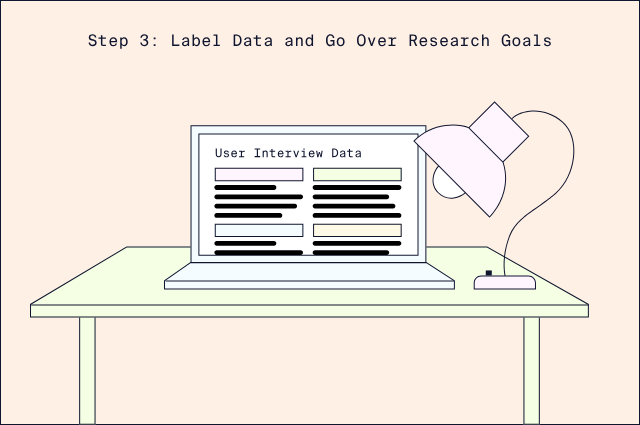 Step 3: Label Data and Go Over Research Goals
User Interview Data